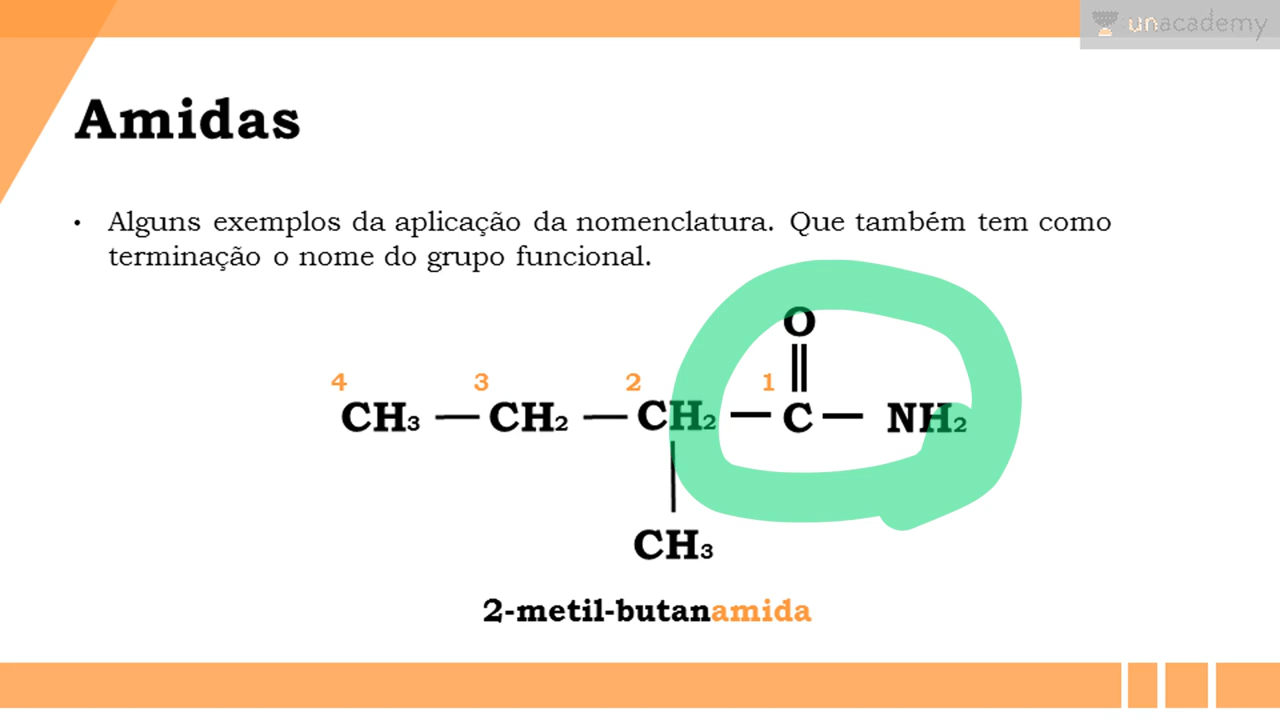 unacademy
Amidas
• Alguns exemplos da aplicação da nomenclatura. Que também tem como
terminação o nome do grupo funcional.
O
4 3 2 1
CH₃ — CH₂ — CH₂ — C — NH₂
CH₃
2-metil-butanamida